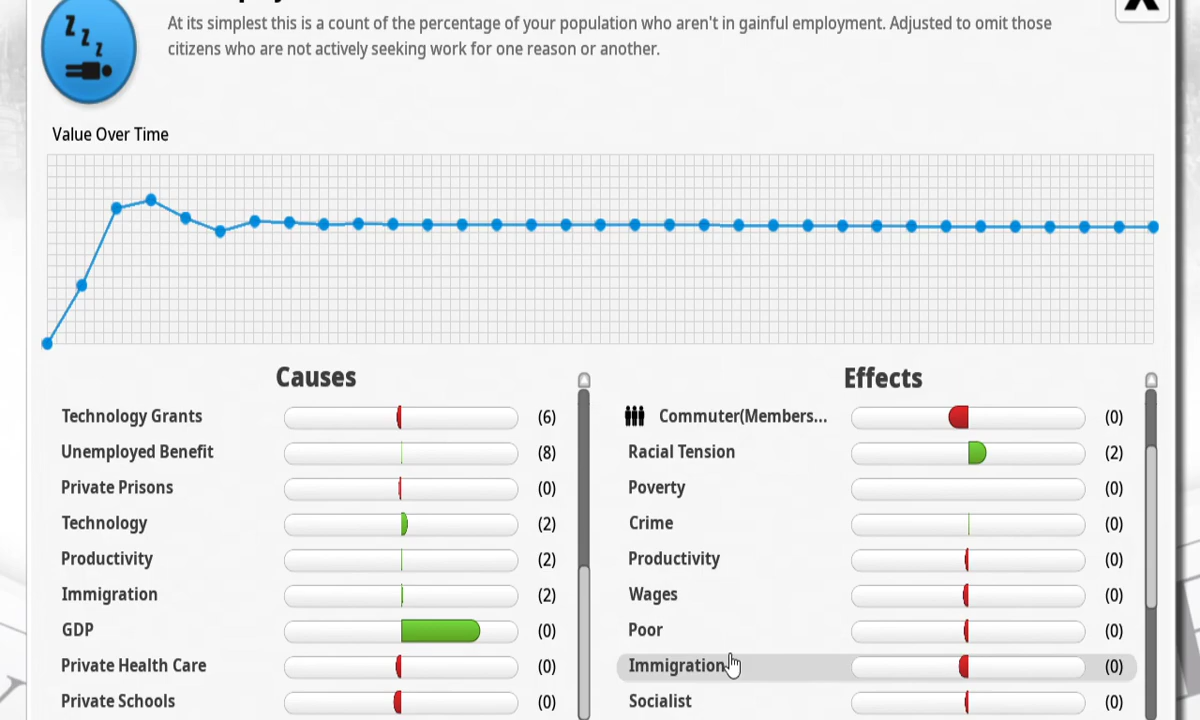 At its simplest this is a count of the percentage of your population who aren't in gainful employment. Adjusted to omit those
citizens who are not actively seeking work for one reason or another.
Value Over Time
Causes
Technology Grants (6)
Unemployed Benefit (8)
Private Prisons (0)
Technology (2)
Productivity (2)
Immigration (2)
GDP (0)
Private Health Care (0)
Private Schools (0)
Effects
Commuter(Members... (0)
Racial Tension (2)
Poverty (0)
Crime (0)
Productivity (0)
Wages (0)
Poor (0)
Immigration (0)
Socialist (0)